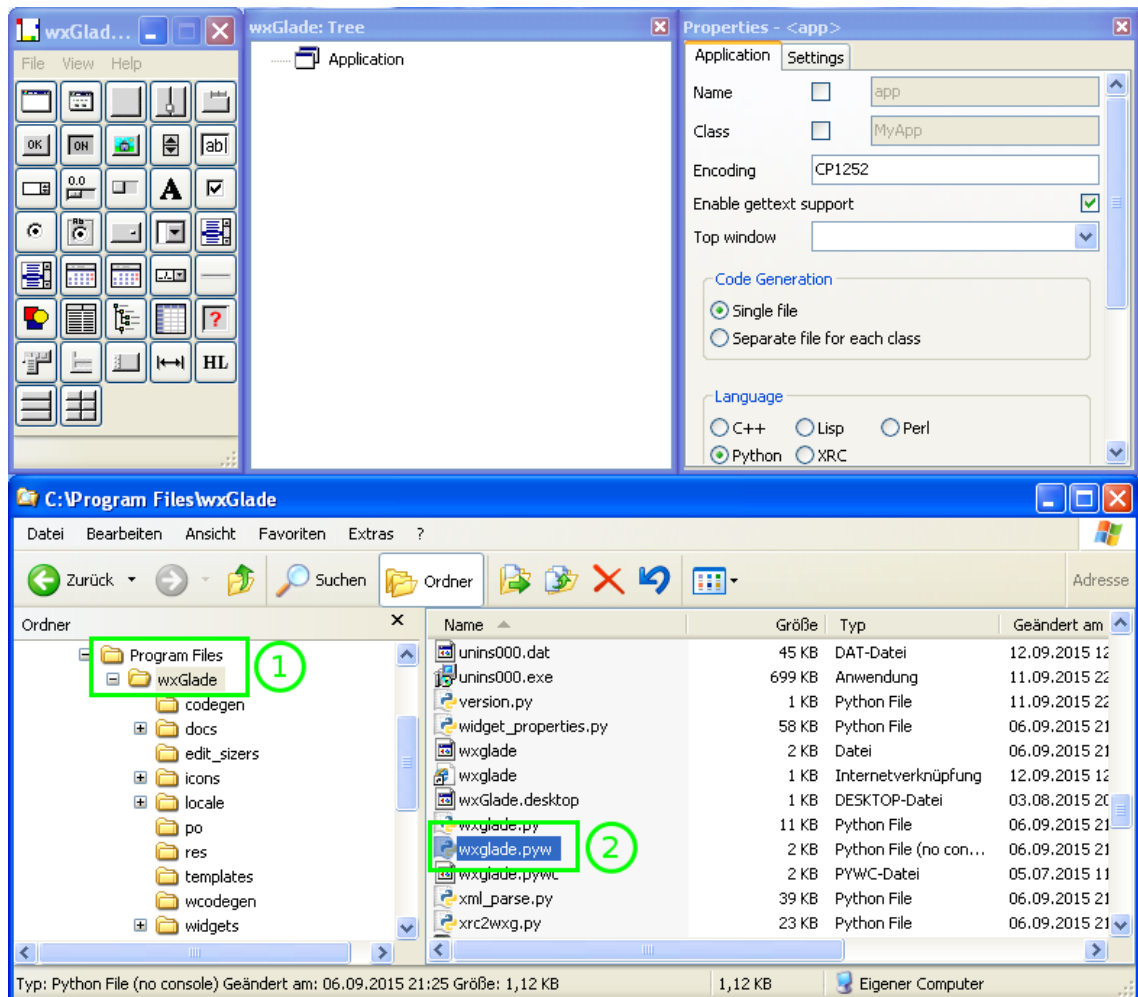 wxGlad...
File View Help
OK ON ab|
0.0 A
Rb
?
HL
wxGlade: Tree
Application
Properties - <app>
Application Settings
Name app
Class MyApp
Encoding CP1252
Enable gettext support
Top window
Code Generation
Single file
Separate file for each class
Language
C++ Lisp Perl
Python XRC
C:\Program Files\wxGlade
Datei Bearbeiten Ansicht Favoriten Extras ?
Zurück Suchen Ordner Adresse
Ordner
Program Files
wxGlade
1
codegen
docs
edit_sizers
icons
locale
po
res
templates
wcodegen
widgets
Name Größe Typ Geändert am
unins000.dat 45 KB DAT-Datei 12.09.2015 12
unins000.exe 699 KB Anwendung 11.09.2015 22
version.py 1 KB Python File 11.09.2015 22
widget_properties.py 58 KB Python File 06.09.2015 21
wxglade 2 KB Datei 06.09.2015 21
wxglade 1 KB Internetverknüpfung 12.09.2015 12
wxGlade.desktop 1 KB DESKTOP-Datei 03.08.2015 20
wxglade.py 11 KB Python File 06.09.2015 21
wxglade.pyw 2 KB Python File (no con... 06.09.2015 21
2
wxglade.pywc 2 KB PYWC-Datei 05.07.2015 11
xml_parse.py 39 KB Python File 06.09.2015 21
xrc2wxg.py 23 KB Python File 06.09.2015 21
Typ: Python File (no console) Geändert am: 06.09.2015 21:25 Größe: 1,12 KB 1,12 KB Eigener Computer